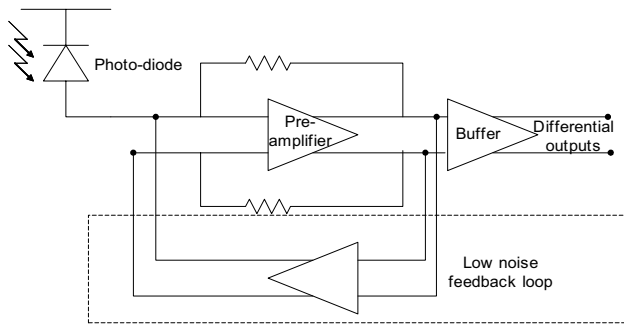 Photo-diode
Pre-
amplifier
Buffer
Differential
outputs
Low noise
feedback loop